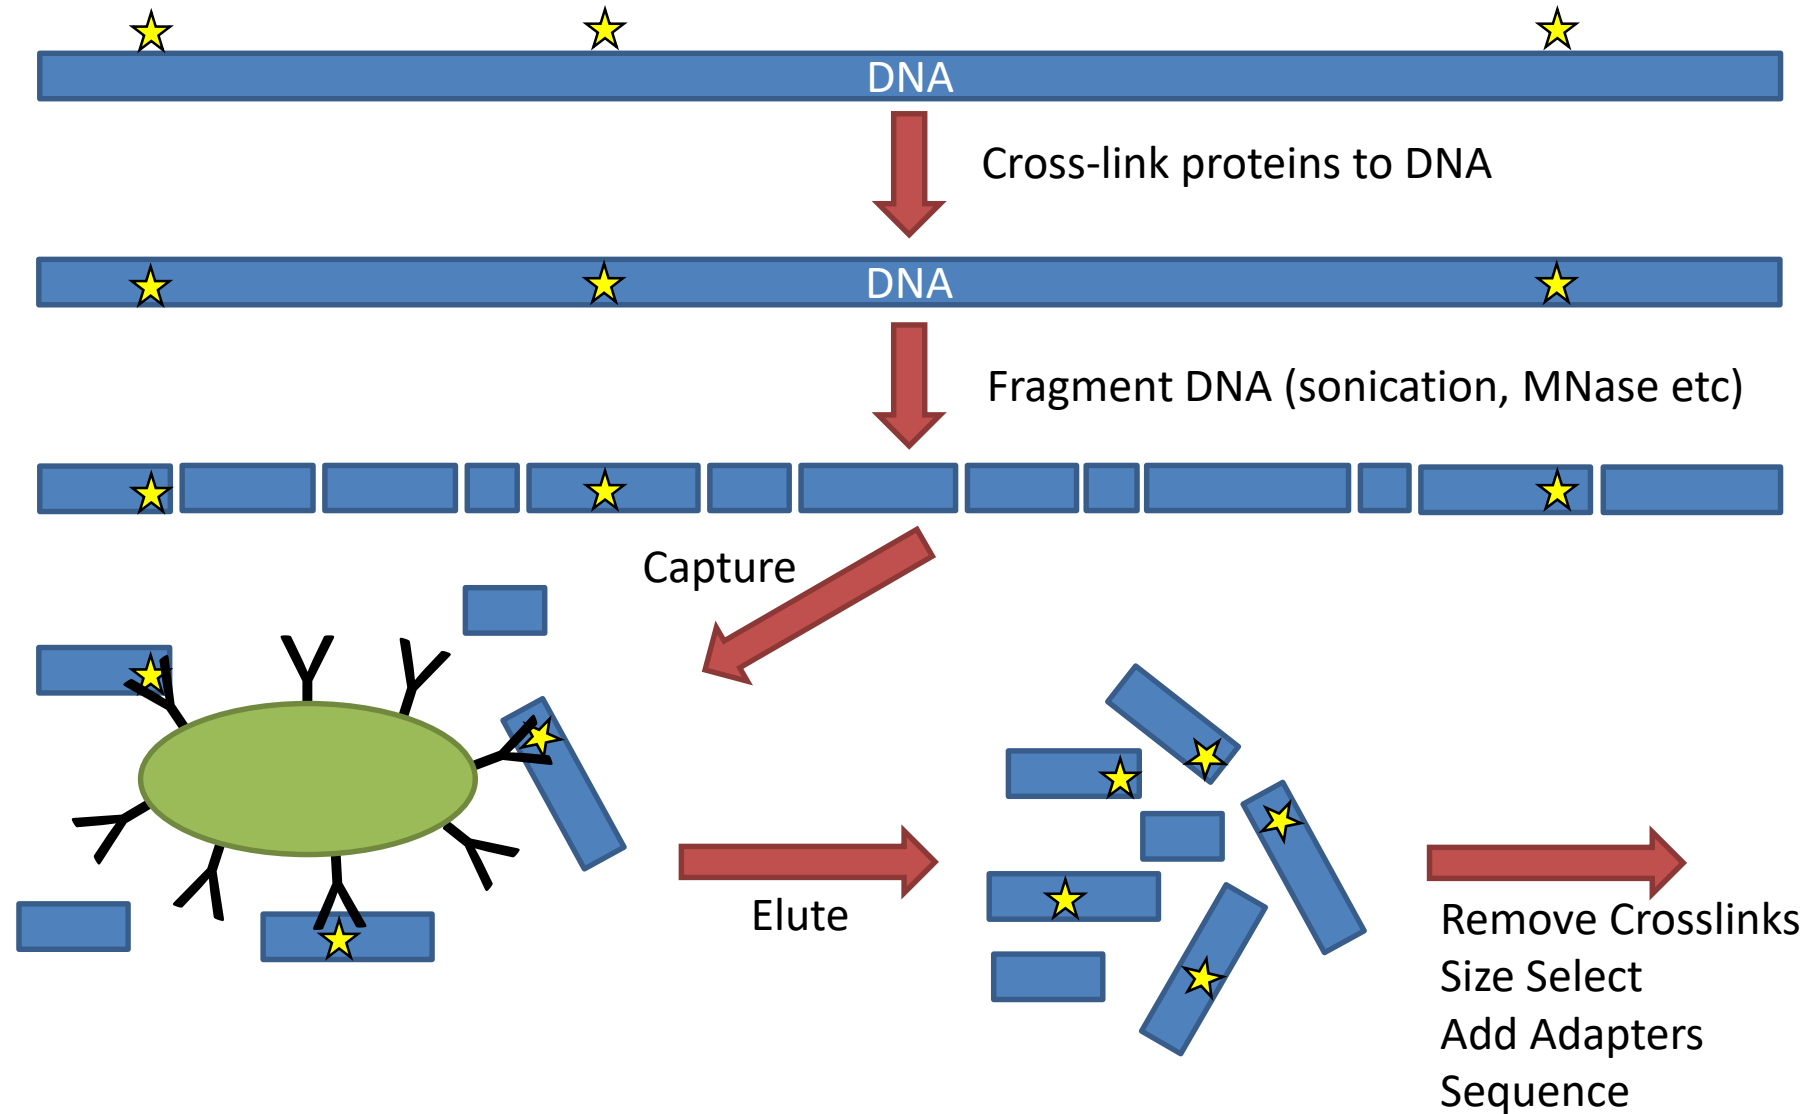 DNA
Cross-link proteins to DNA
DNA
Fragment DNA (sonication, MNase etc)
Capture
Elute
Remove Crosslinks
Size Select
Add Adapters
Sequence